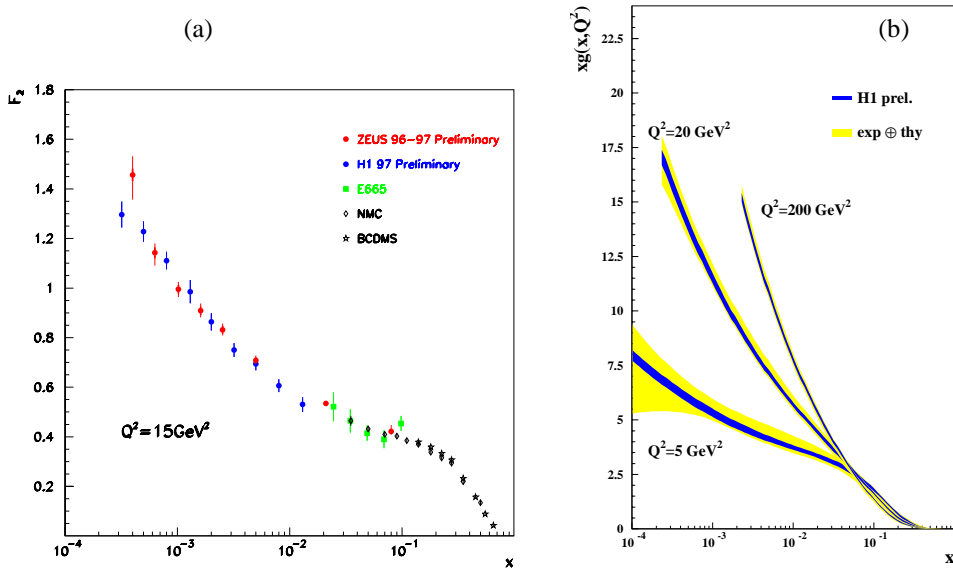 (a)
F₂
1.8
1.6
1.4
1.2
1
0.8
0.6
0.4
0.2
ZEUS 96-97 Preliminary
H1 97 Preliminary
E665
NMC
BCDMS
Q²=15GeV²
10⁻⁴ 10⁻³ 10⁻² 10⁻¹
x
(b)
xg(x,Q²)
22.5
20
17.5
15
12.5
10
7.5
5
2.5
0
H1 prel.
exp ⊕ thy
Q²=20 GeV²
Q²=200 GeV²
Q²=5 GeV²
10⁻⁴ 10⁻³ 10⁻² 10⁻¹
x